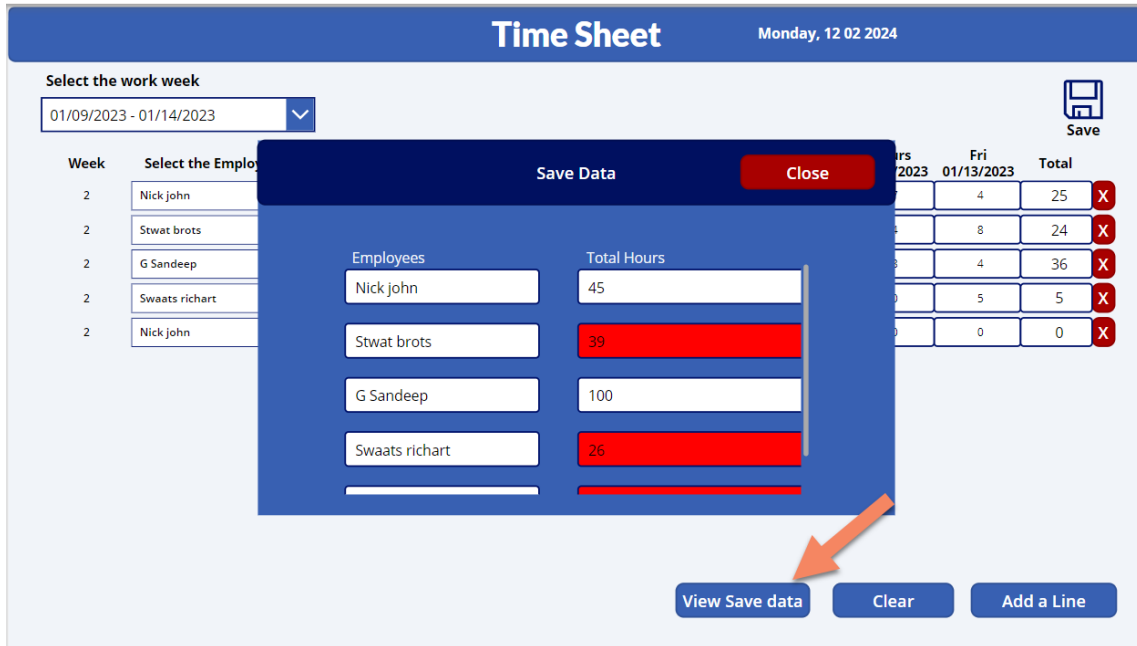 Time Sheet
Monday, 12 02 2024
Select the work week
01/09/2023 - 01/14/2023
Save
Week Select the Employ Save Data Close Fri Total
01/13/2023
2 Nick john 4 25 X
2 Stwat brots 8 24 X
2 G Sandeep 4 36 X
2 Swaats richart 5 5 X
2 Nick john 0 0 X
Employees Total Hours
Nick john 45
Stwat brots 39
G Sandeep 100
Swaats richart 26
View Save data Clear Add a Line